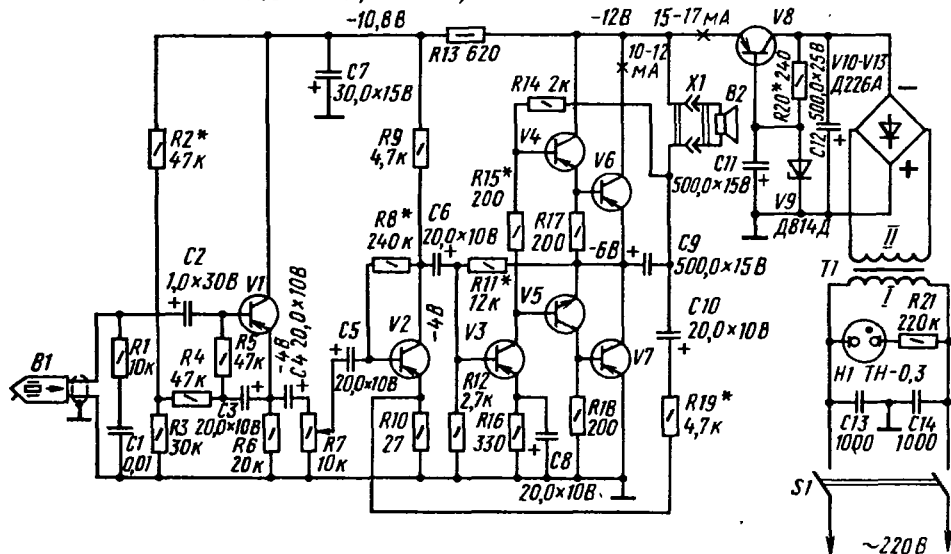 -10,8В
-12В
15-17 мА
V8
R13 620
10-12
мА
C7
30,0×15В
R14 2к
X1
B2
R20* 240
500,0×25В
C12
V10-V13
Д226А
-
+
R2*
47к
R9
4,7к
V4
V6
C11
500,0×15В
V9
Д814Д
R15*
200
R8*
240к
C6
20,0×10В
R17
200
-6В
C9
500,0×15В
R11*
12к
II
T1
I
C2
1,0×30В
V1
-4В
C4 20,0×10В
C5
20,0×10В
V2
-4В
V3
V5
V7
C10
20,0×10В
R21
220к
B1
R1
10к
R4
47к
R5
47к
H1 ТН-0,3
R12
2,7к
R19*
4,7к
C3
20,0×10В
R3
30к
R6
20к
R7
10к
R10
27
R16
330
R18
200
C13
1000
C14
1000
C1
0,01
C8
20,0×10В
S1
~220В